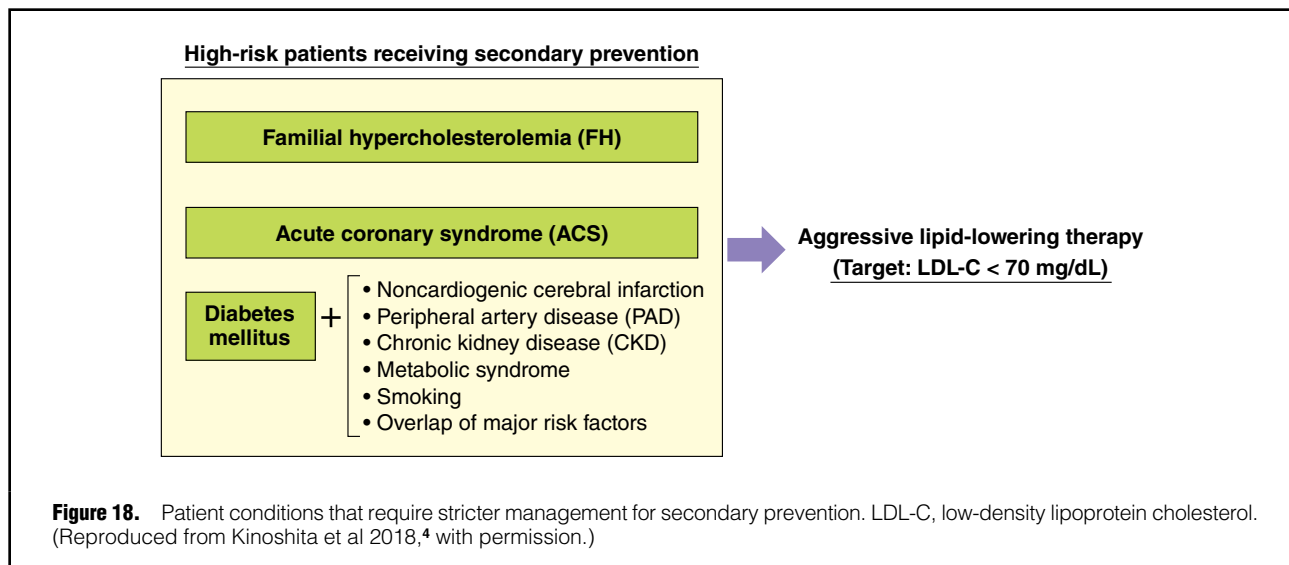 High-risk patients receiving secondary prevention
Familial hypercholesterolemia (FH)
Acute coronary syndrome (ACS)
Diabetes
mellitus
+
• Noncardiogenic cerebral infarction
• Peripheral artery disease (PAD)
• Chronic kidney disease (CKD)
• Metabolic syndrome
• Smoking
• Overlap of major risk factors
Aggressive lipid-lowering therapy
(Target: LDL-C < 70 mg/dL)
Figure 18. Patient conditions that require stricter management for secondary prevention. LDL-C, low-density lipoprotein cholesterol.
(Reproduced from Kinoshita et al 2018,⁴ with permission.)